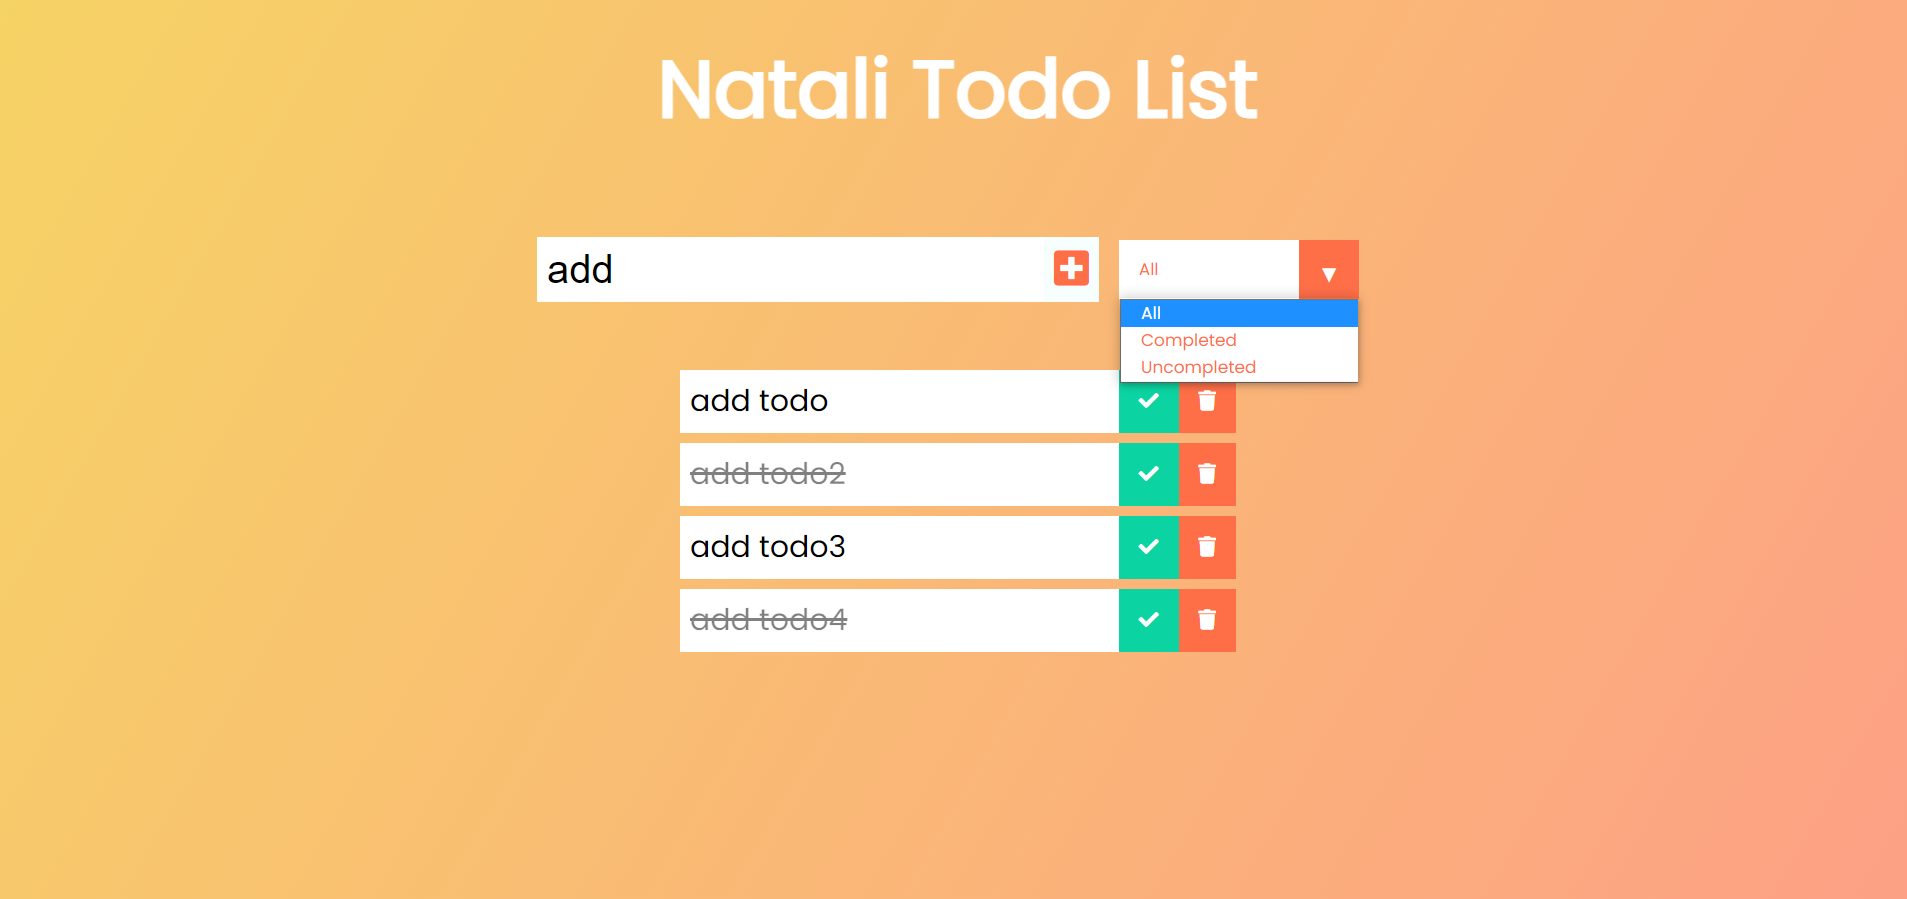 Natali Todo List
add
All
All
Completed
Uncompleted
add todo
add todo2
add todo3
add todo4